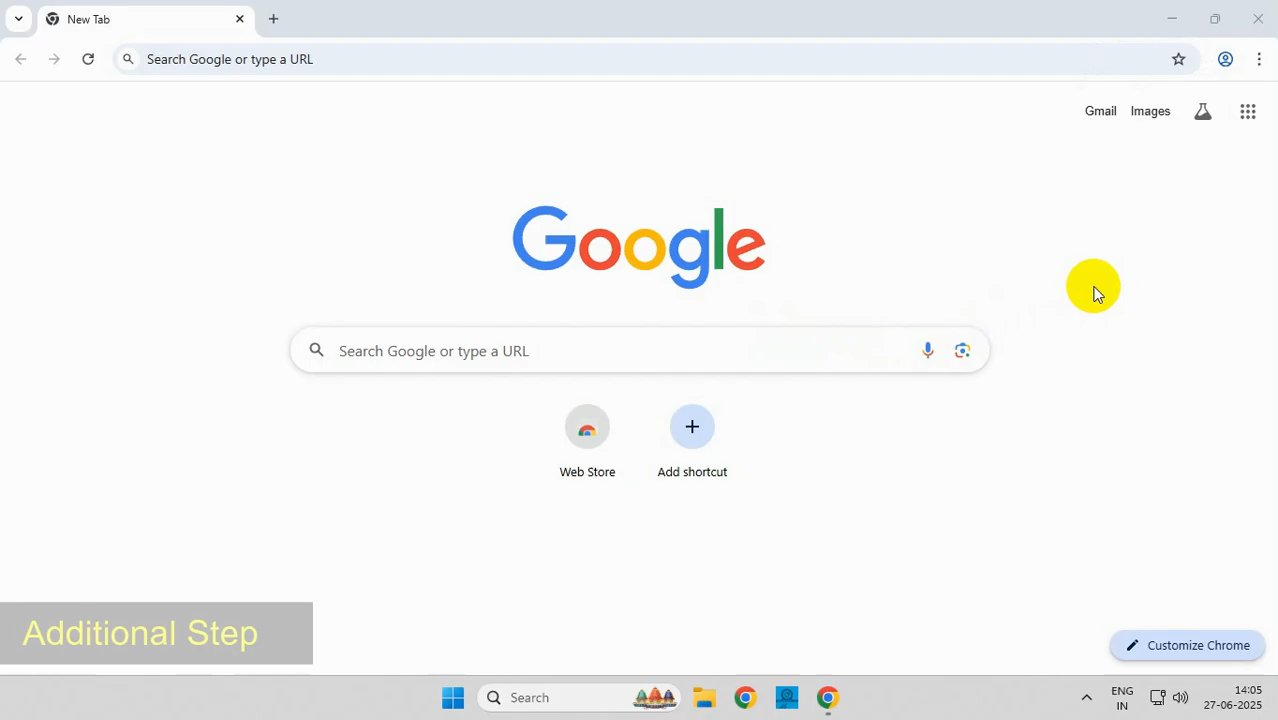 New Tab
Search Google or type a URL
Gmail Images
Google
Search Google or type a URL
Web Store Add shortcut
Additional Step
Customize Chrome
Search
ENG
IN
14:05
27-06-2025